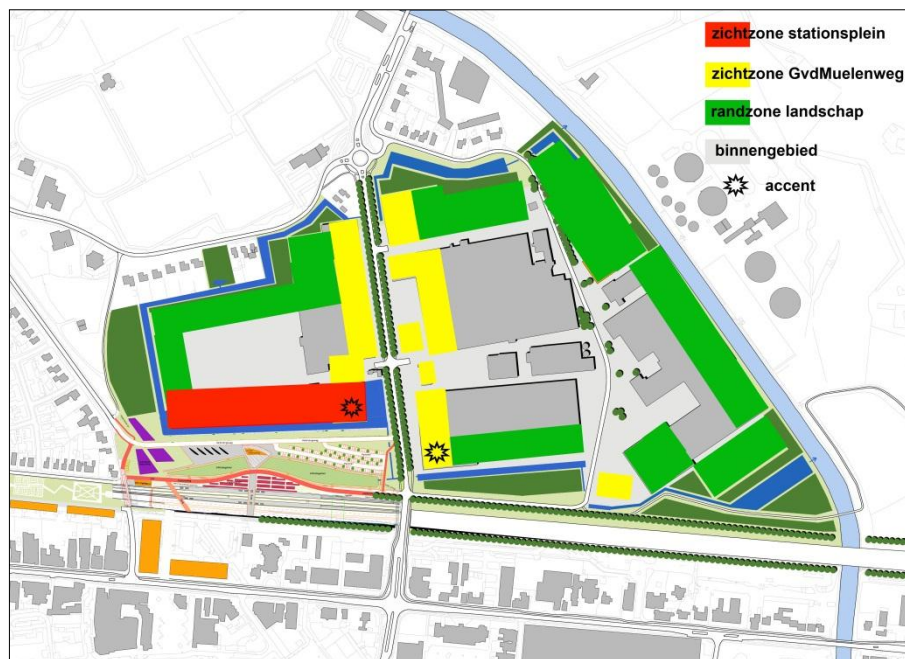 zichtzone stationsplein
zichtzone GvdMuelenweg
randzone landschap
binnengebied
accent